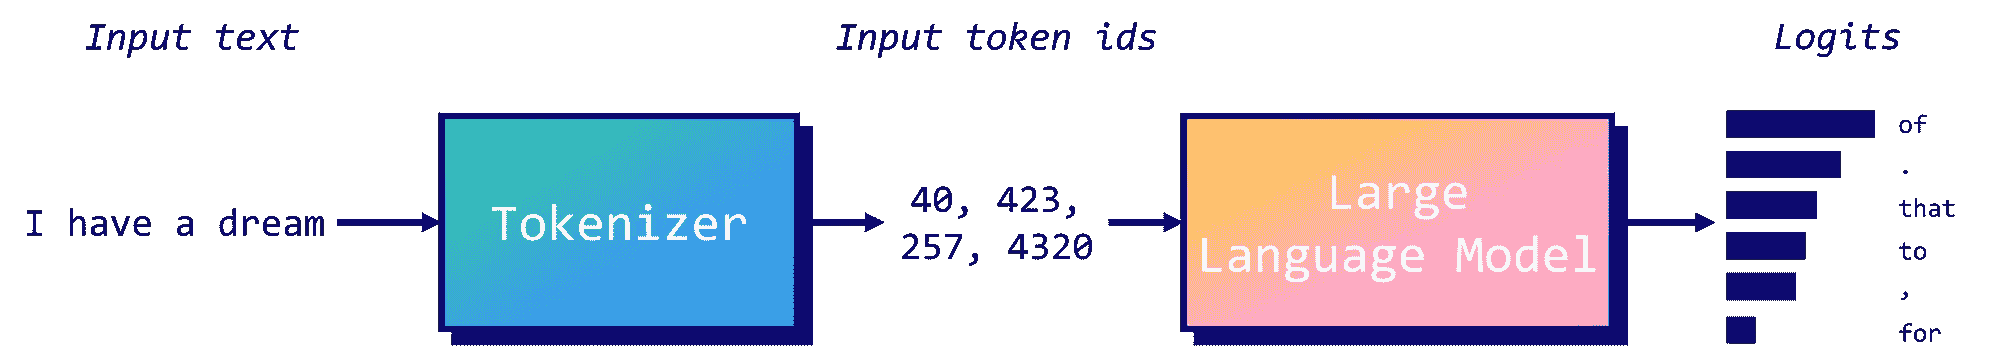 Input text
Input token ids
Logits
I have a dream
Tokenizer
40, 423,
257, 4320
Large
Language Model
of
.
that
to
,
for